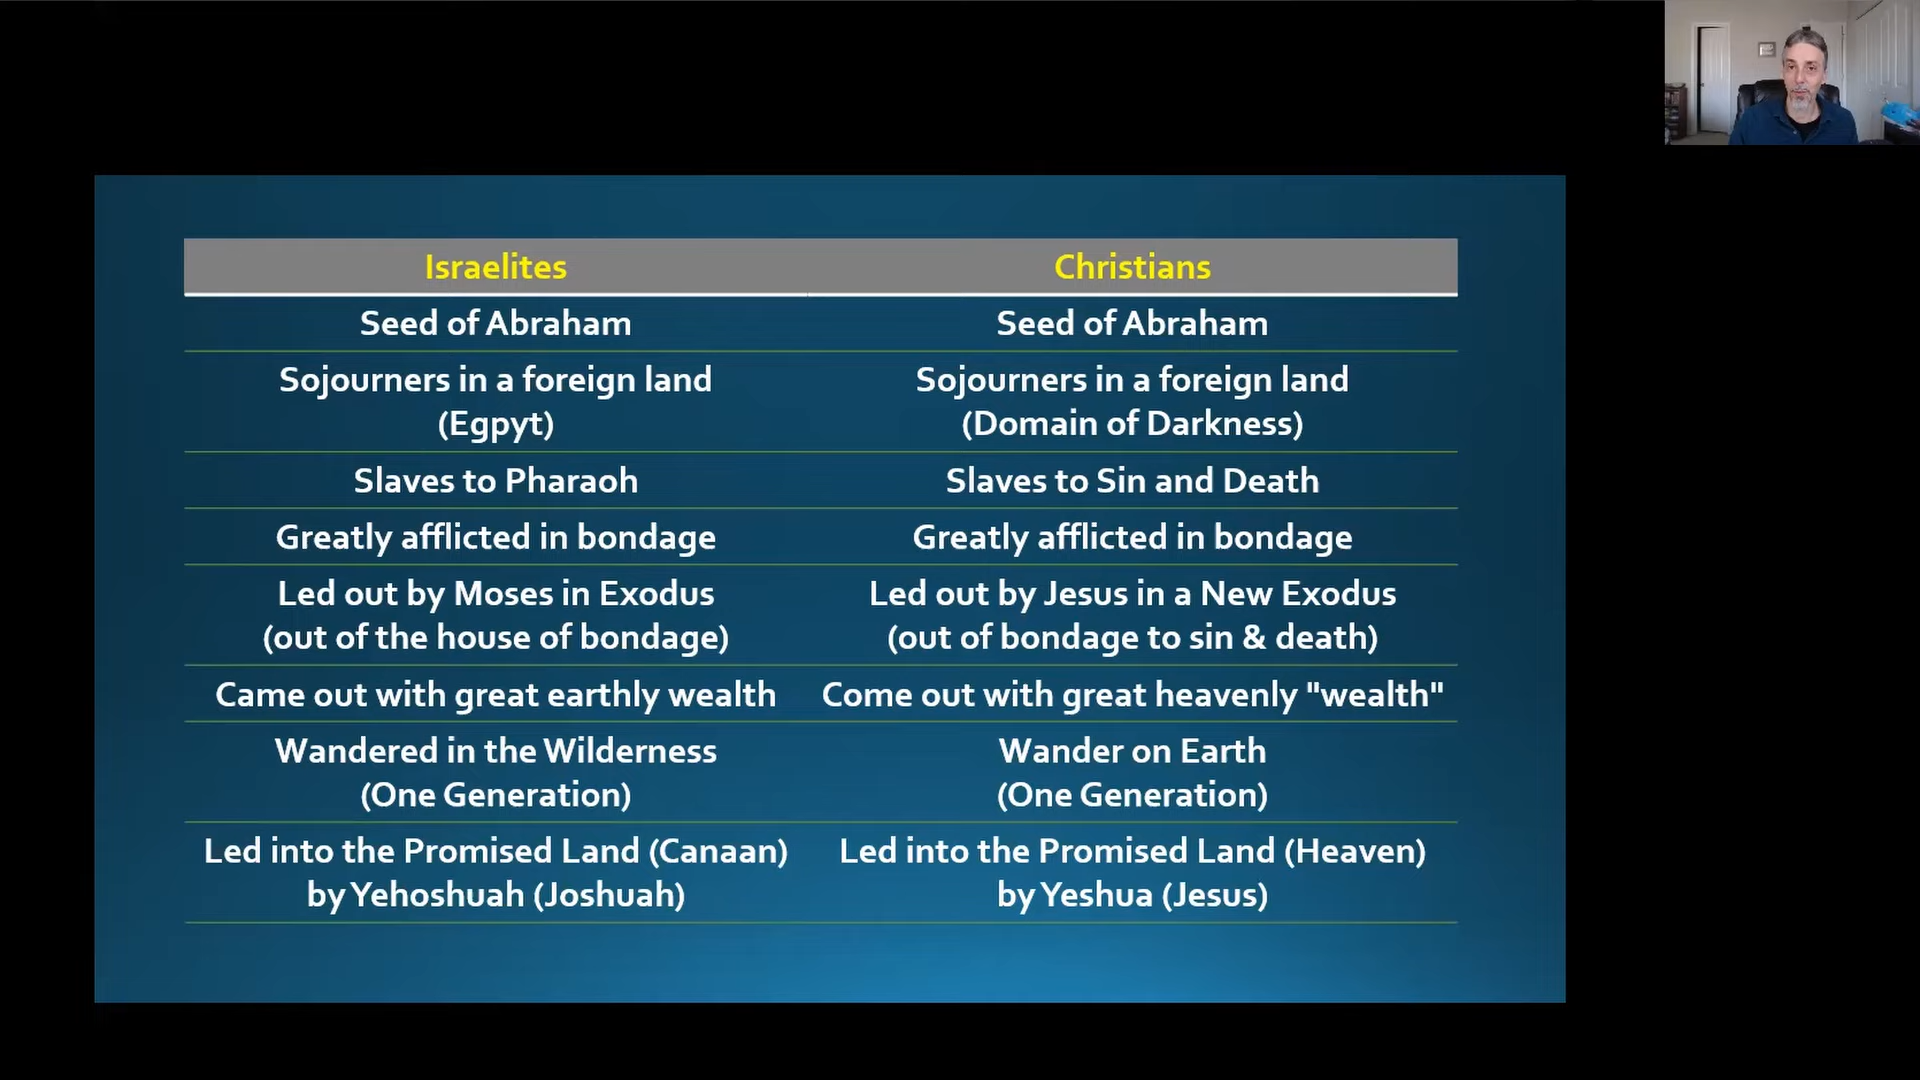 Israelites
Christians
Seed of Abraham
Seed of Abraham
Sojourners in a foreign land
(Egpyt)
Sojourners in a foreign land
(Domain of Darkness)
Slaves to Pharaoh
Slaves to Sin and Death
Greatly afflicted in bondage
Greatly afflicted in bondage
Led out by Moses in Exodus
(out of the house of bondage)
Led out by Jesus in a New Exodus
(out of bondage to sin & death)
Came out with great earthly wealth
Come out with great heavenly "wealth"
Wandered in the Wilderness
(One Generation)
Wander on Earth
(One Generation)
Led into the Promised Land (Canaan)
by Yehoshuah (Joshuah)
Led into the Promised Land (Heaven)
by Yeshua (Jesus)